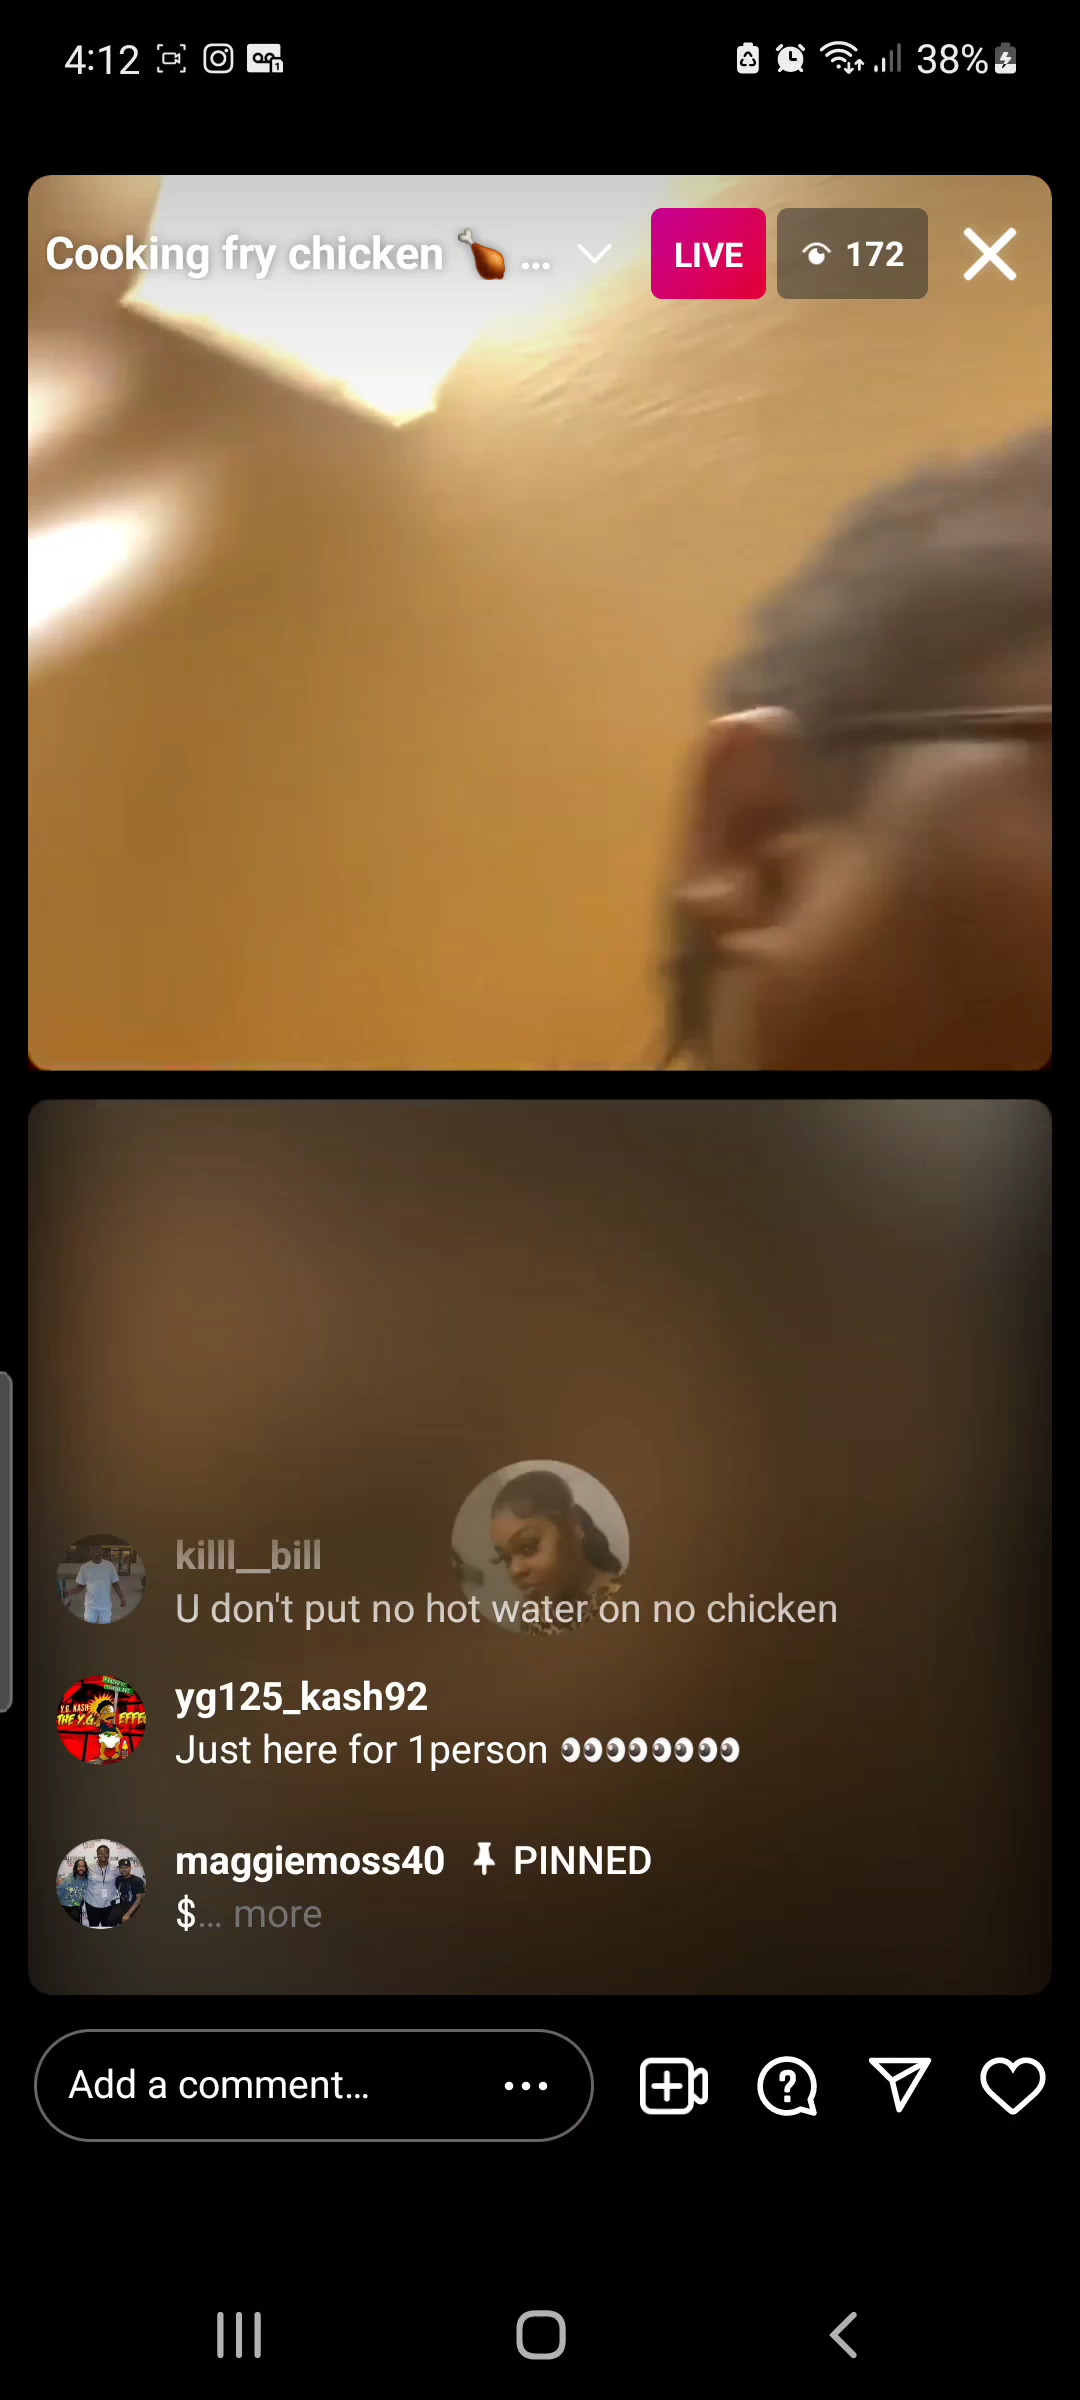 4:12
38%
Cooking fry chicken 🍗 ...
LIVE
172
killl__bill
U don't put no hot water on no chicken
yg125_kash92
Just here for 1person 👀👀👀👀
maggiemoss40 📌 PINNED
$... more
Add a comment...